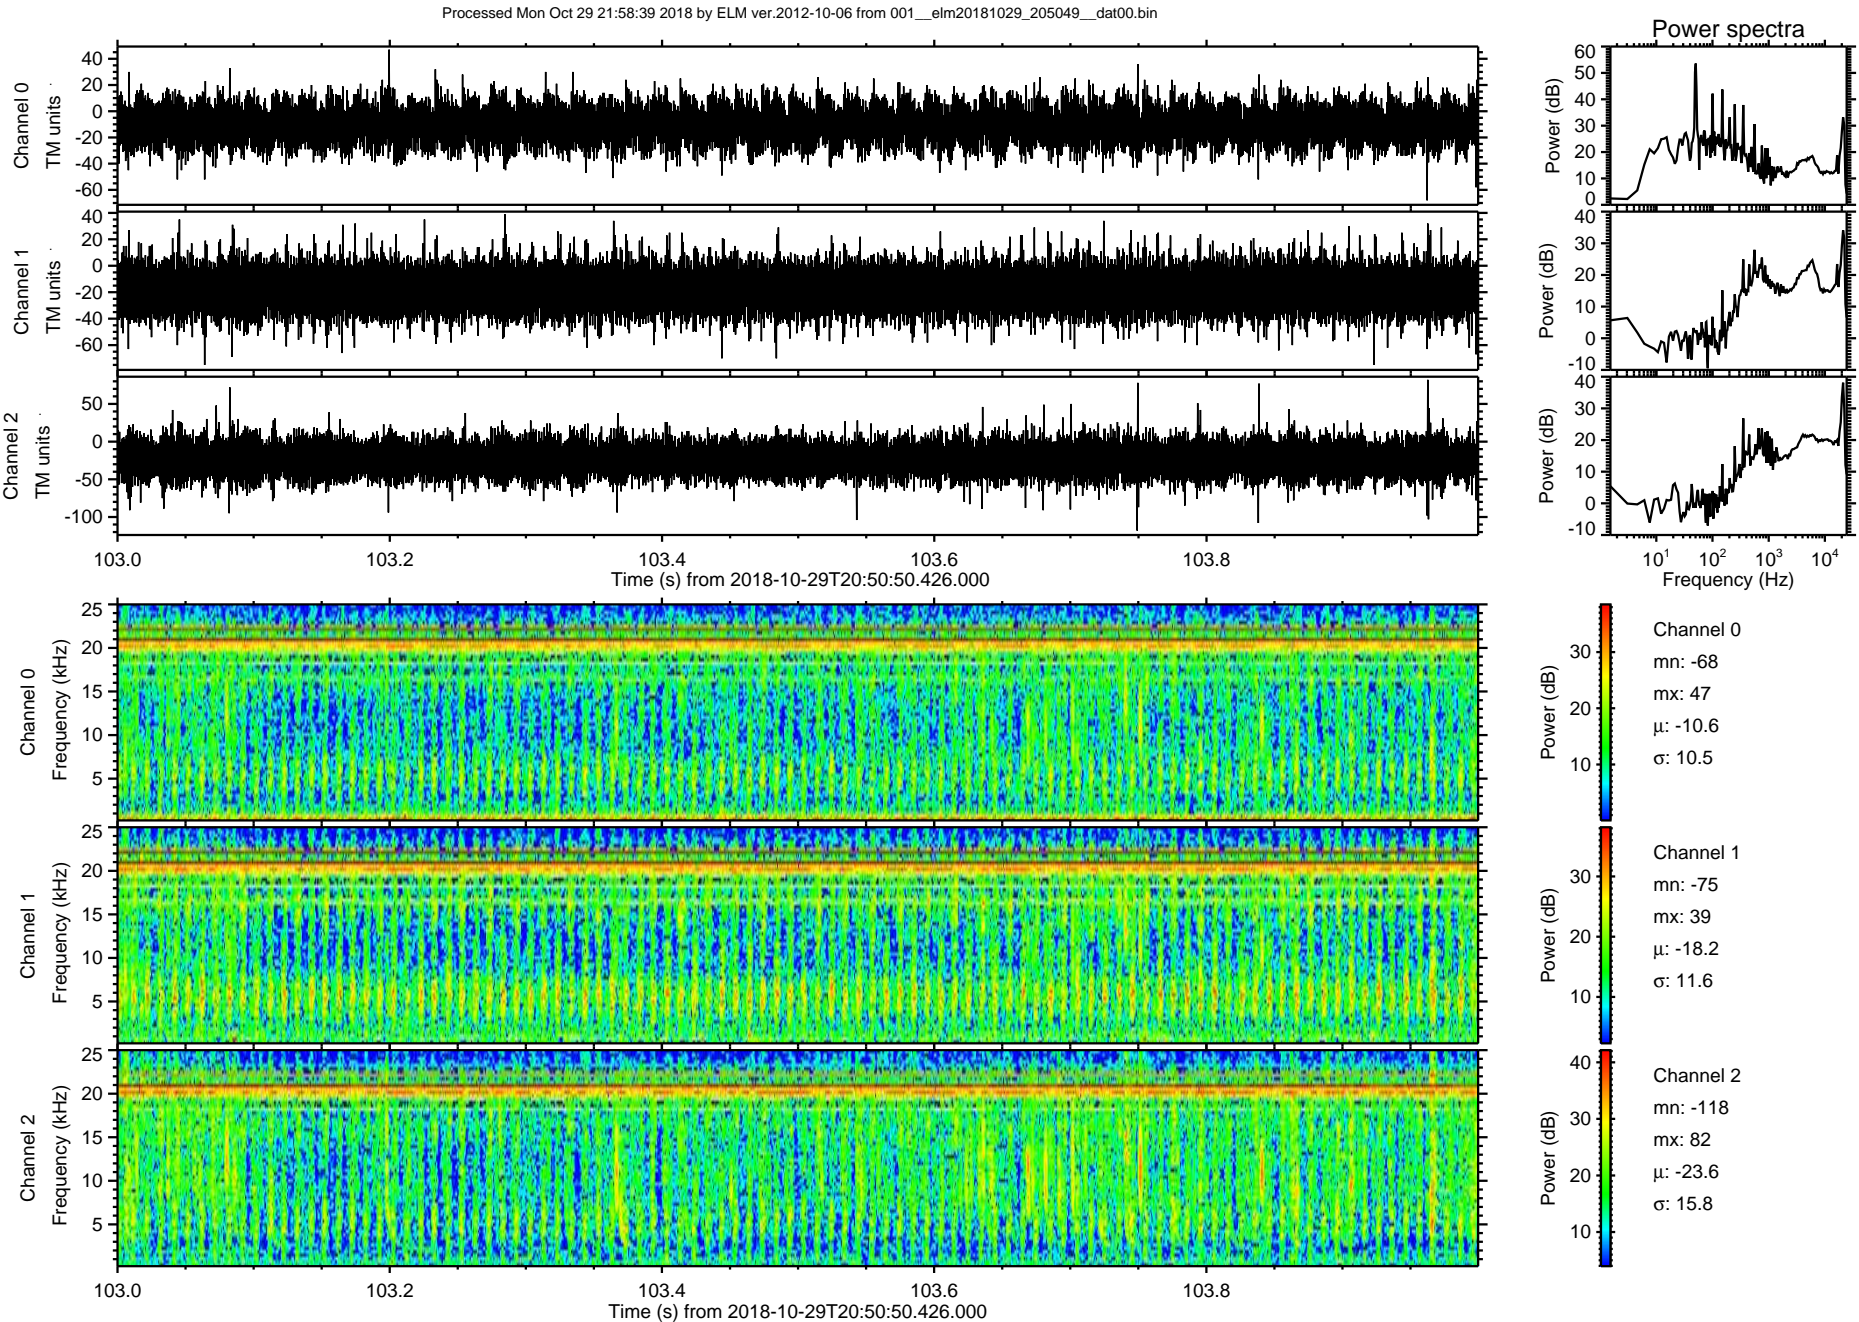 Processed Mon Oct 29 21:58:39 2018 by ELM ver.2012-10-06 from 001__elm20181029_205049__dat00.bin
Power spectra
Channel 0
TM units
40
20
0
-20
-40
-60
Power (dB)
60
50
40
30
20
10
0
Channel 1
TM units
40
20
0
-20
-40
-60
Power (dB)
40
30
20
10
0
-10
Channel 2
TM units
50
0
-50
-100
Power (dB)
40
30
20
10
0
-10
103.0 103.2 103.4 103.6 103.8
Time (s) from 2018-10-29T20:50:50.426.000
10^1 10^2 10^3 10^4
Frequency (Hz)
Channel 0
Frequency (kHz)
25
20
15
10
5
Power (dB)
30
20
10
Channel 0
mn: -68
mx: 47
μ: -10.6
σ: 10.5
Channel 1
Frequency (kHz)
25
20
15
10
5
Power (dB)
30
20
10
Channel 1
mn: -75
mx: 39
μ: -18.2
σ: 11.6
Channel 2
Frequency (kHz)
25
20
15
10
5
Power (dB)
40
30
20
10
Channel 2
mn: -118
mx: 82
μ: -23.6
σ: 15.8
103.0 103.2 103.4 103.6 103.8
Time (s) from 2018-10-29T20:50:50.426.000